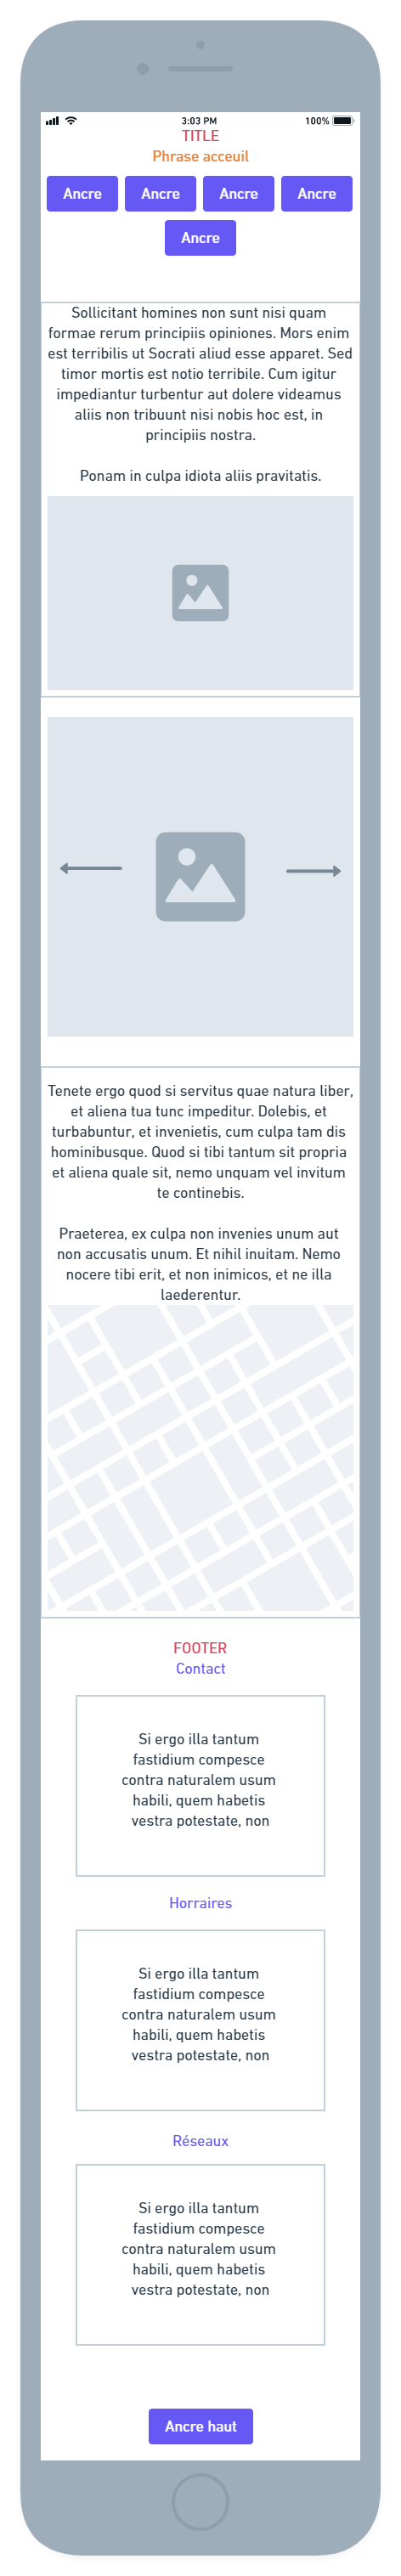 3:03 PM 100%
TITLE
Phrase acceuil
Ancre Ancre Ancre Ancre
Ancre
Sollicitant homines non sunt nisi quam
formae rerum principiis opiniones. Mors enim
est terribilis ut Socrati aliud esse apparet. Sed
timor mortis est notio terribile. Cum igitur
impediantur turbentur aut dolere videamus
aliis non tribuunt nisi nobis hoc est, in
principiis nostra.
Ponam in culpa idiota aliis pravitatis.
Tenete ergo quod si servitus quae natura liber,
et aliena tua tunc impeditur. Dolebis, et
turbabuntur, et invenietis, cum culpa tam dis
hominibusque. Quod si tibi tantum sit propria
et aliena quale sit, nemo unquam vel invitum
te continebis.
Praeterea, ex culpa non invenies unum aut
non accusatis unum. Et nihil inuitam. Nemo
nocere tibi erit, et non inimicos, et ne illa
laederentur.
FOOTER
Contact
Si ergo illa tantum
fastidium compesce
contra naturalem usum
habili, quem habetis
vestra potestate, non
Horraires
Si ergo illa tantum
fastidium compesce
contra naturalem usum
habili, quem habetis
vestra potestate, non
Réseaux
Si ergo illa tantum
fastidium compesce
contra naturalem usum
habili, quem habetis
vestra potestate, non
Ancre haut